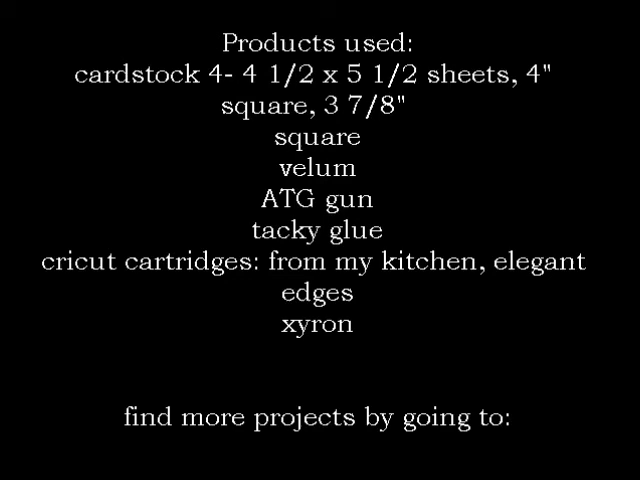 Products used:
cardstock 4- 4 1/2 x 5 1/2 sheets, 4"
square, 3 7/8"
square
velum
ATG gun
tacky glue
cricut cartridges: from my kitchen, elegant
edges
xyron
find more projects by going to: